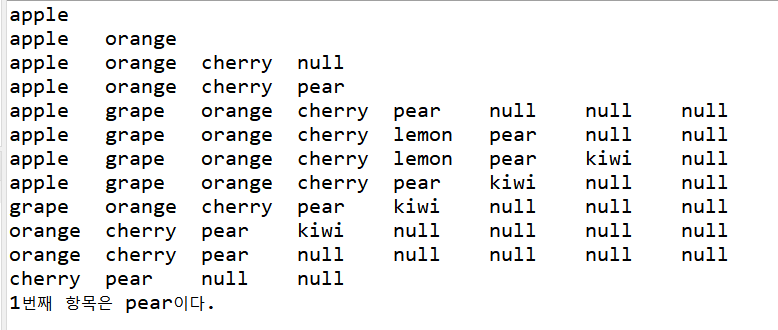 apple
apple orange
apple orange cherry null
apple orange cherry pear
apple grape orange cherry pear null null null
apple grape orange cherry lemon pear null null
apple grape orange cherry lemon pear kiwi null
apple grape orange cherry pear kiwi null null
grape orange cherry pear kiwi null null null
orange cherry pear kiwi null null null null
orange cherry pear null null null null null
cherry pear null null
1번째 항목은 pear이다.